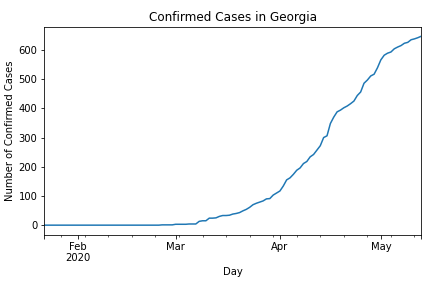 Confirmed Cases in Georgia
Number of Confirmed Cases
600
500
400
300
200
100
0
Feb
2020
Mar
Apr
May
Day